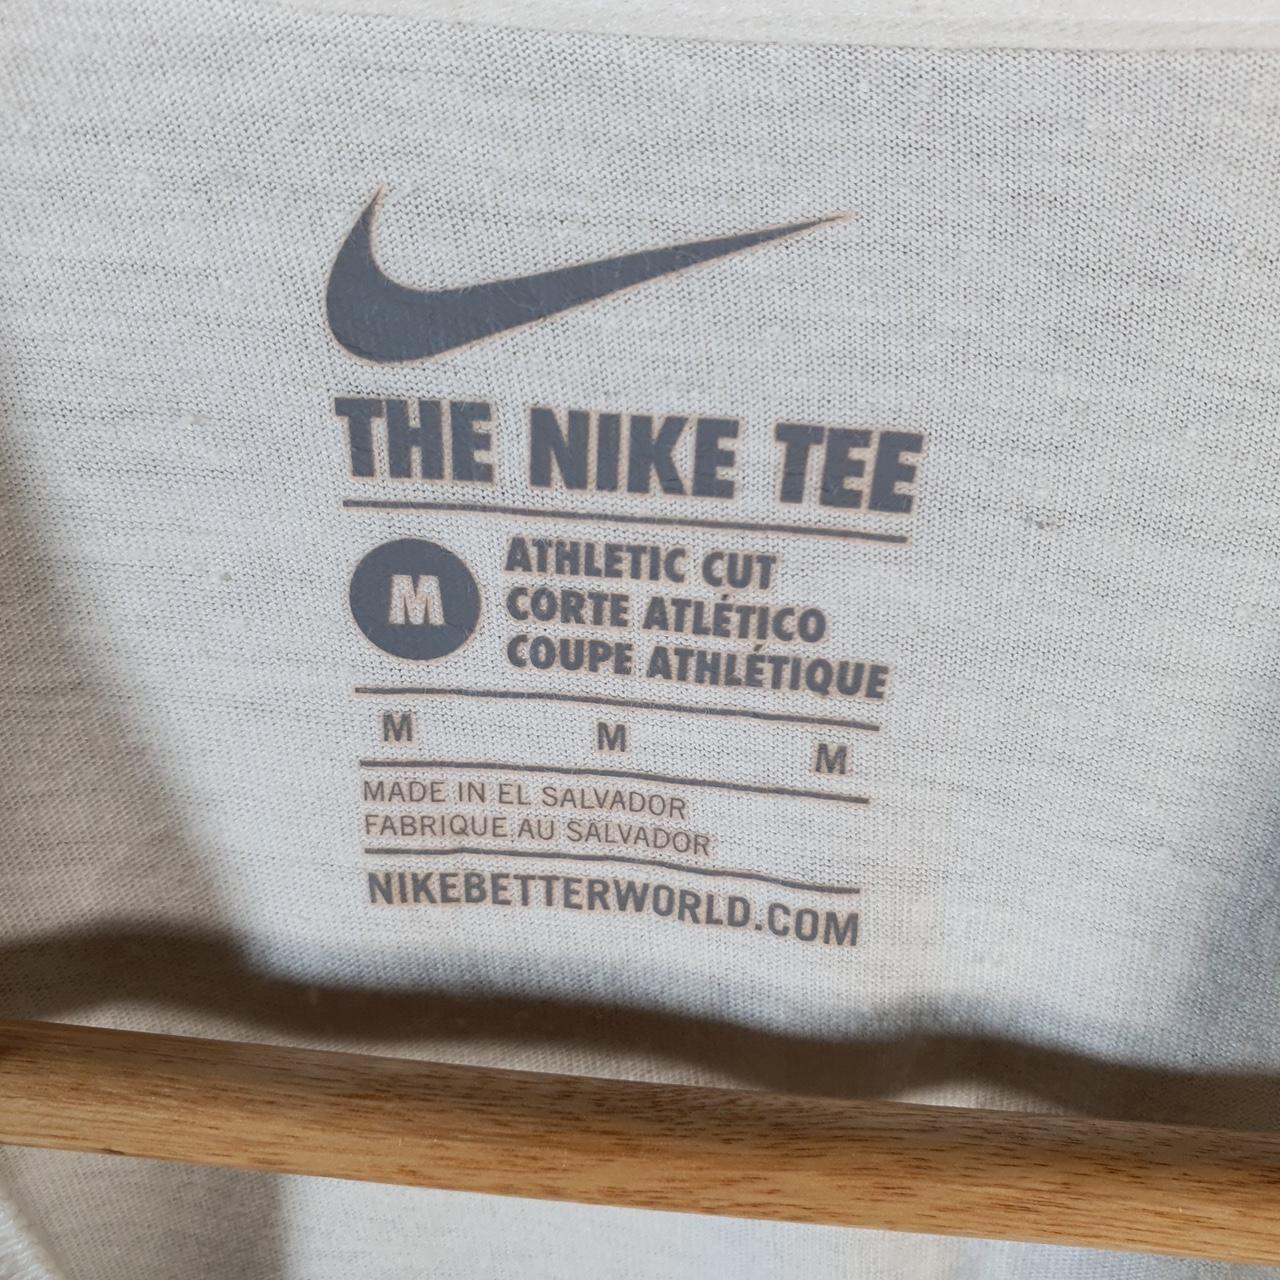 THE NIKE TEE
M
ATHLETIC CUT
CORTE ATLÉTICO
COUPE ATHLÉTIQUE
M M M
MADE IN EL SALVADOR
FABRIQUE AU SALVADOR
NIKEBETTERWORLD.COM